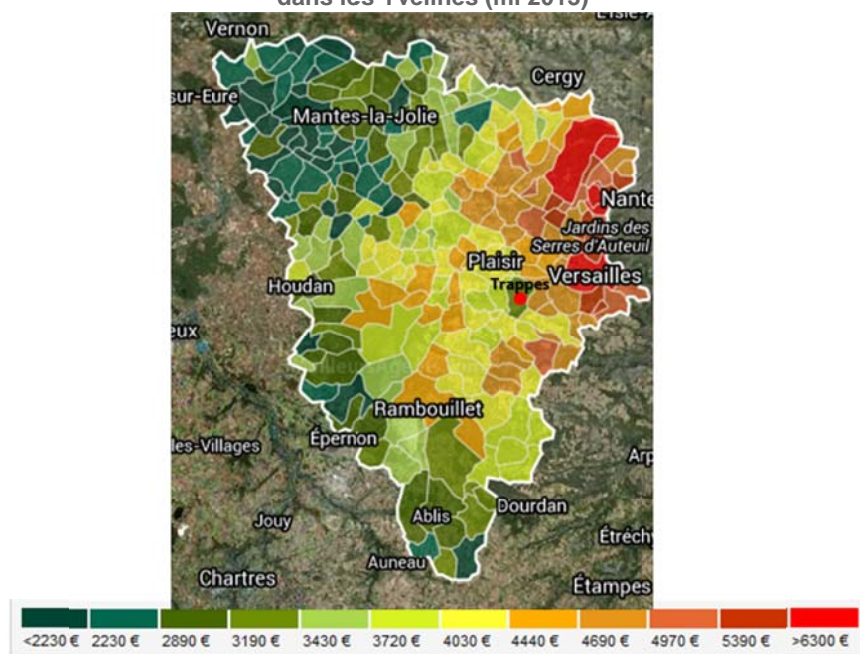 dans les Yvelines (mi 2015)
Vernon
Cergy
sur-Eure
Mantes-la-Jolie
Nante
Jardins des
Serres d'Auteuil
Plaisir
Versailles
Trappes
Houdan
eux
Rambouillet
Épernon
les-Villages
Arp
Dourdan
Ablis
Jouy
Étréchy
Auneau
Chartres
Étampes
<2230 € 2230 € 2890 € 3190 € 3430 € 3720 € 4030 € 4440 € 4690 € 4970 € 5390 € >6300 €